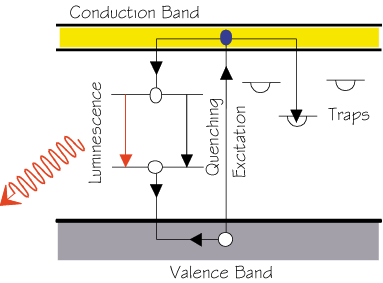 Conduction Band
Luminescence
Quenching
Excitation
Traps
Valence Band